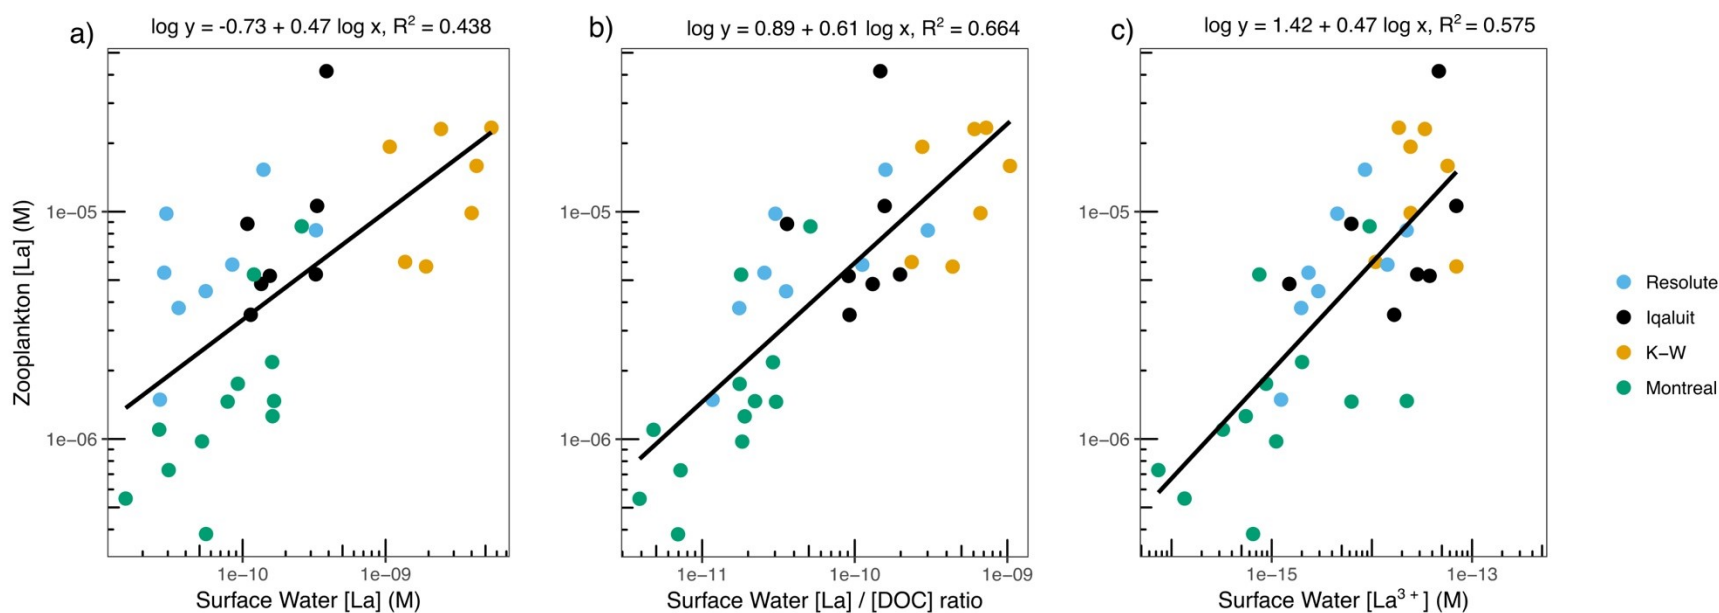 a) log y = -0.73 + 0.47 log x, R² = 0.438
b) log y = 0.89 + 0.61 log x, R² = 0.664
c) log y = 1.42 + 0.47 log x, R² = 0.575
Zooplankton [La] (M)
1e−05
1e−06
1e−10 1e−09
Surface Water [La] (M)
1e−05
1e−06
1e−11 1e−10 1e−09
Surface Water [La] / [DOC] ratio
1e−05
1e−06
1e−15 1e−13
Surface Water [La³⁺] (M)
Resolute
Iqaluit
K−W
Montreal